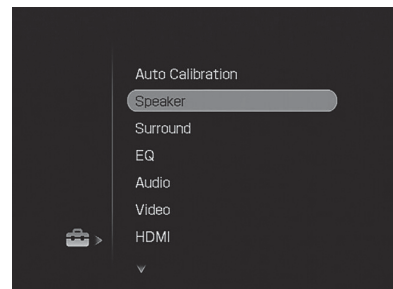 Auto Calibration
Speaker
Surround
EQ
Audio
Video
HDMI